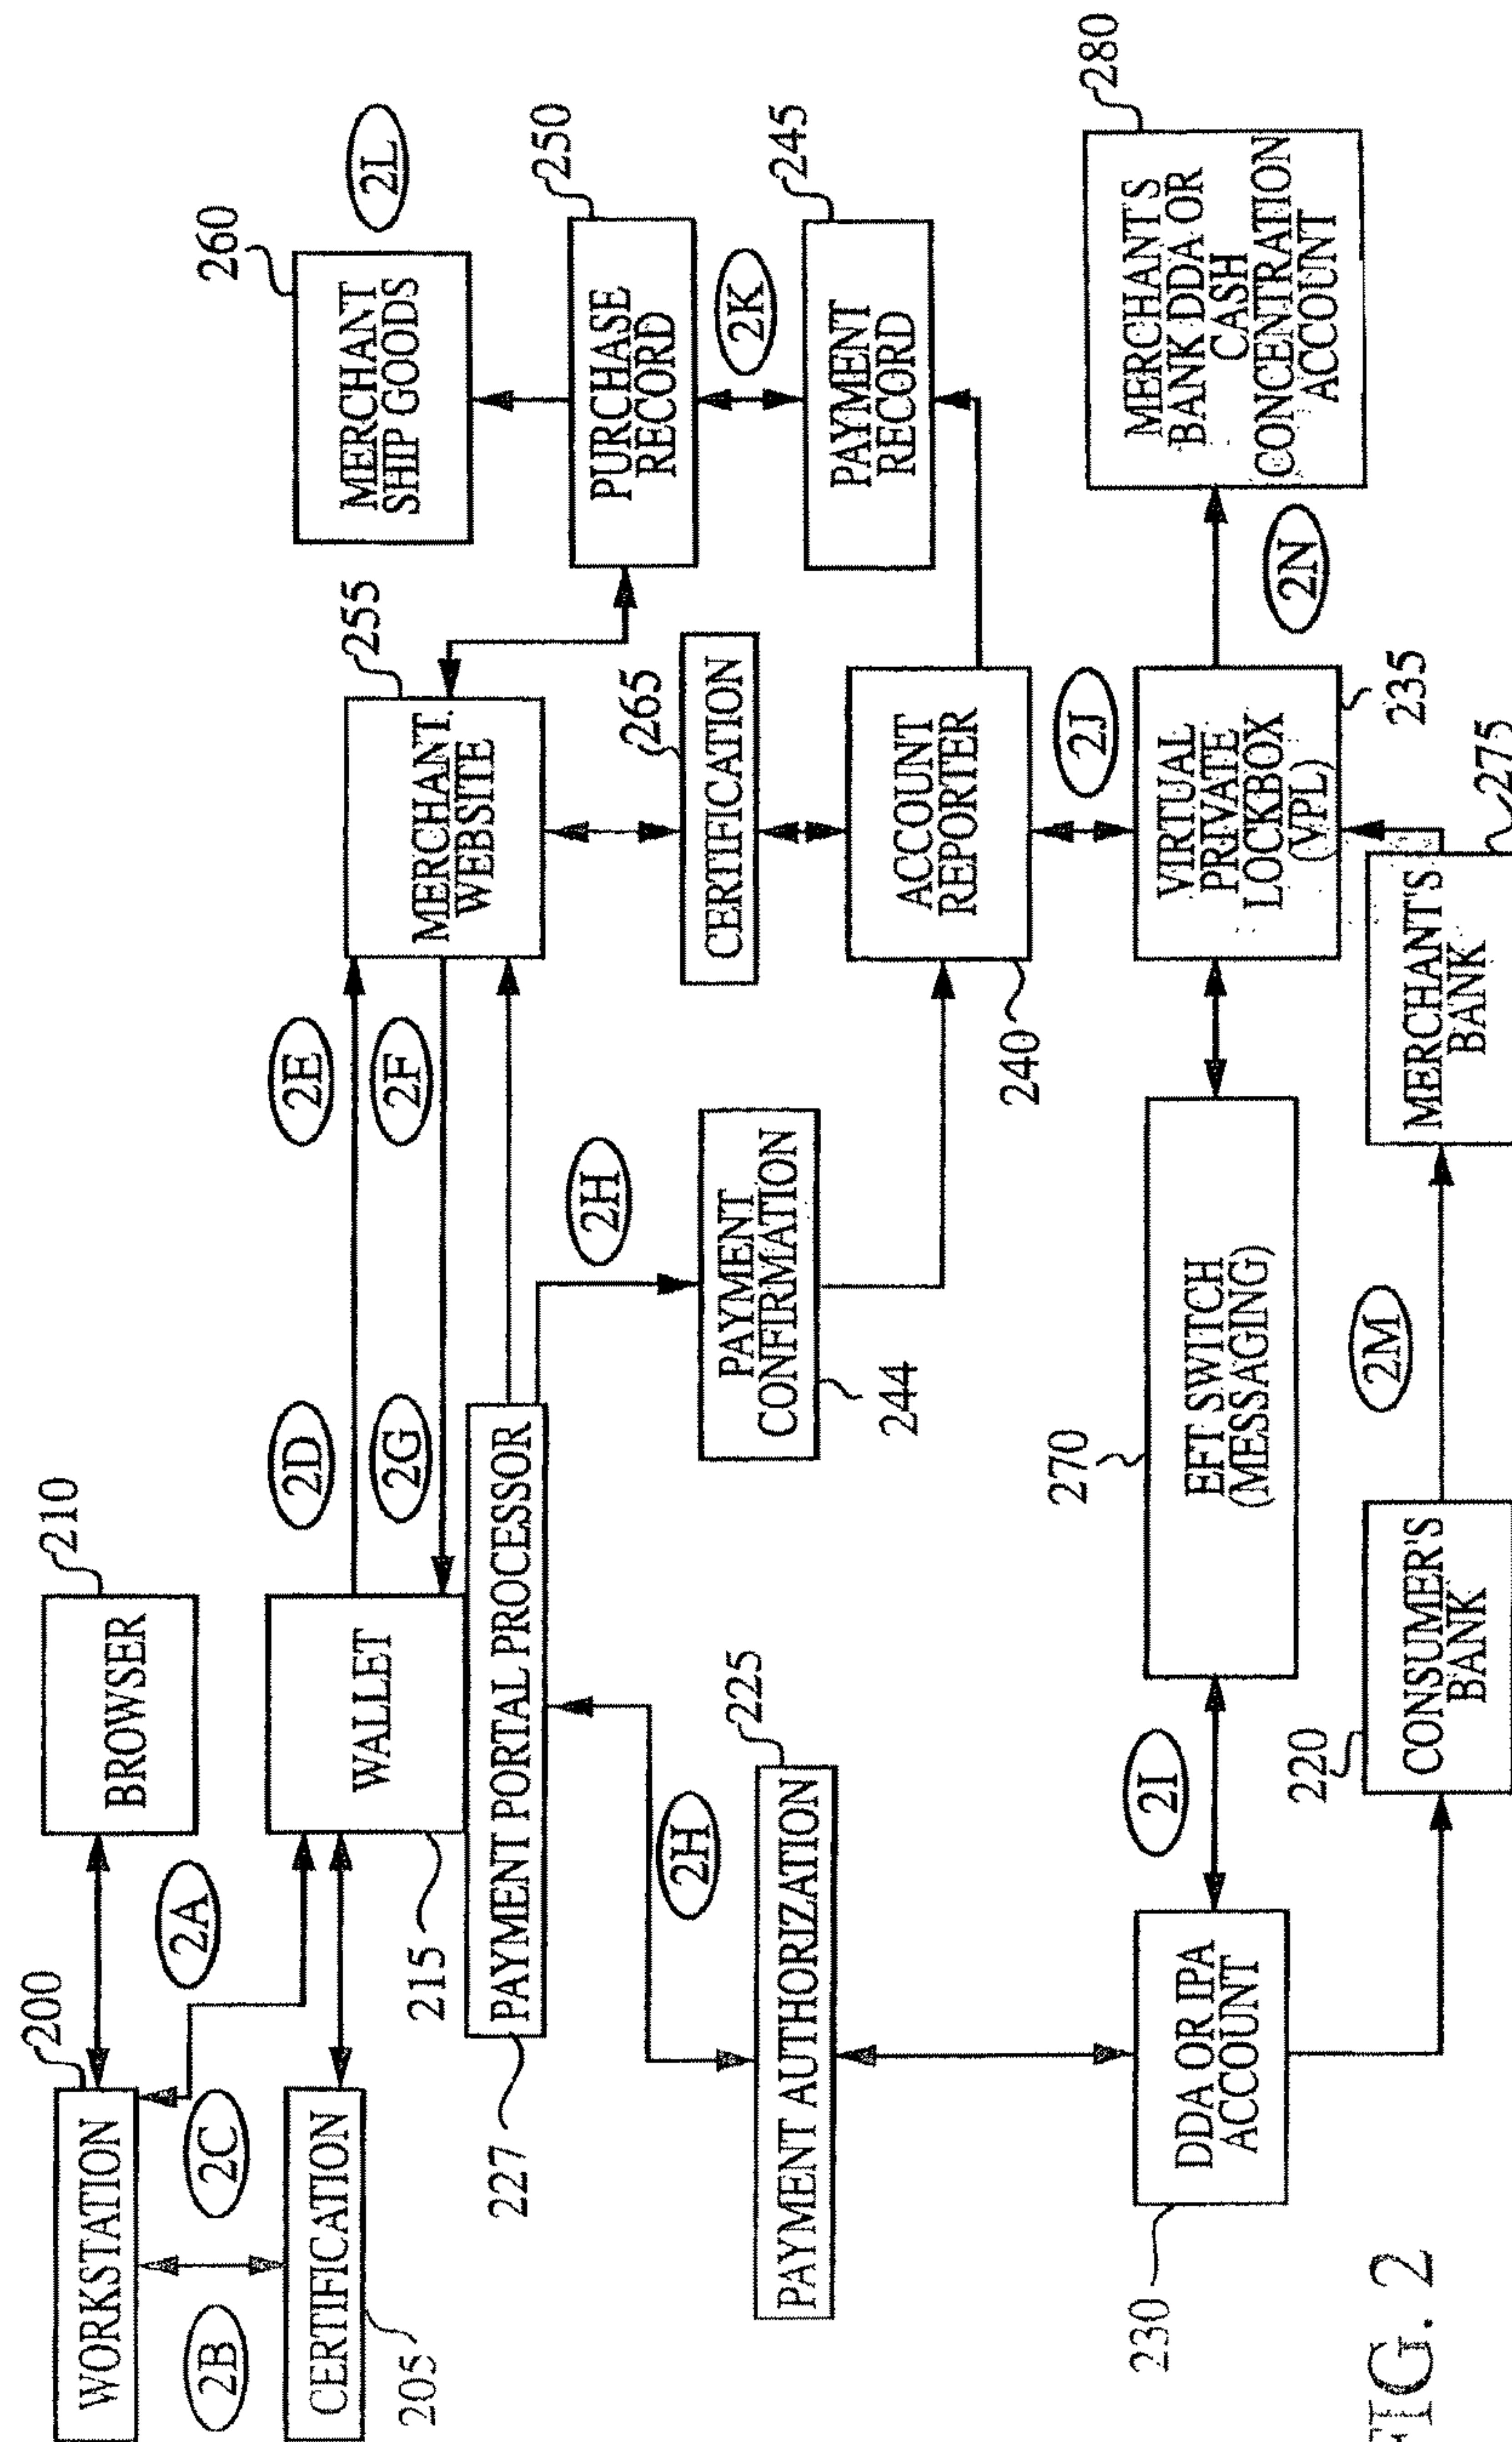 200
WORKSTATION
2A
210
BROWSER
2B
2C
CERTIFICATION
205
215
WALLET
2D
2E
2G
2F
255
MERCHANT.
WEBSITE
260
MERCHANT
SHIP GOODS
2L
227
PAYMENT PORTAL PROCESSOR
2H
2H
PAYMENT
CONFIRMATION
244
265
CERTIFICATION
250
PURCHASE
RECORD
2K
245
PAYMENT
RECORD
225
PAYMENT AUTHORIZATION
240
ACCOUNT
REPORTER
2J
230
DDA OR IPA
ACCOUNT
2I
270
EFT SWITCH
(MESSAGING)
VIRTUAL
PRIVATE
LOCKBOX
(VPL)
235
2N
280
MERCHANT'S
BANK DDA OR
CASH
CONCENTRATION
ACCOUNT
220
CONSUMER'S
BANK
2M
MERCHANT'S
BANK
275
FIG. 2